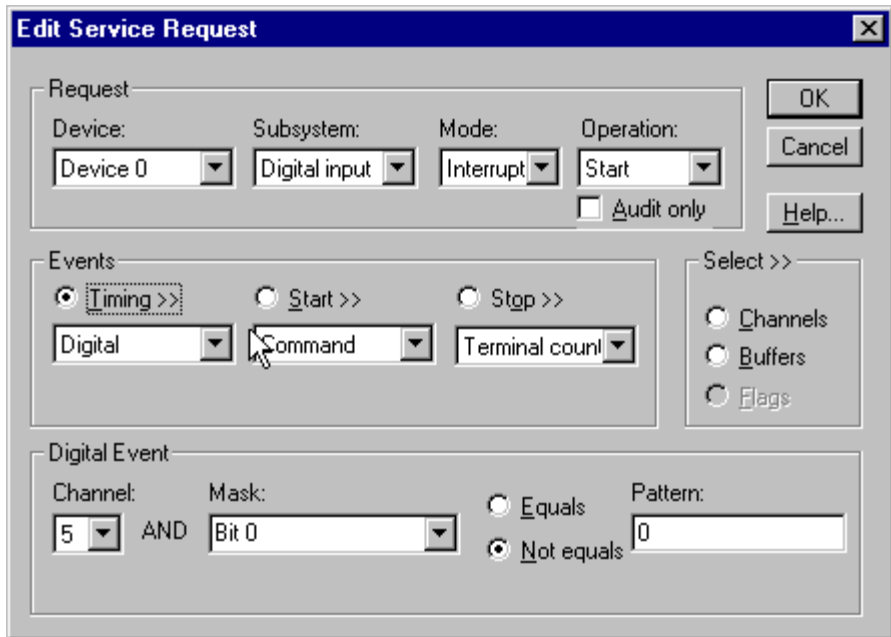 Edit Service Request
Request
Device: Subsystem: Mode: Operation:
Device 0 Digital input Interrupt Start
Audit only
OK
Cancel
Help...
Events
Timing >> Start >> Stop >>
Digital Command Terminal count
Select >>
Channels
Buffers
Flags
Digital Event
Channel: Mask: Pattern:
5 AND Bit 0 Equals 0
Not equals